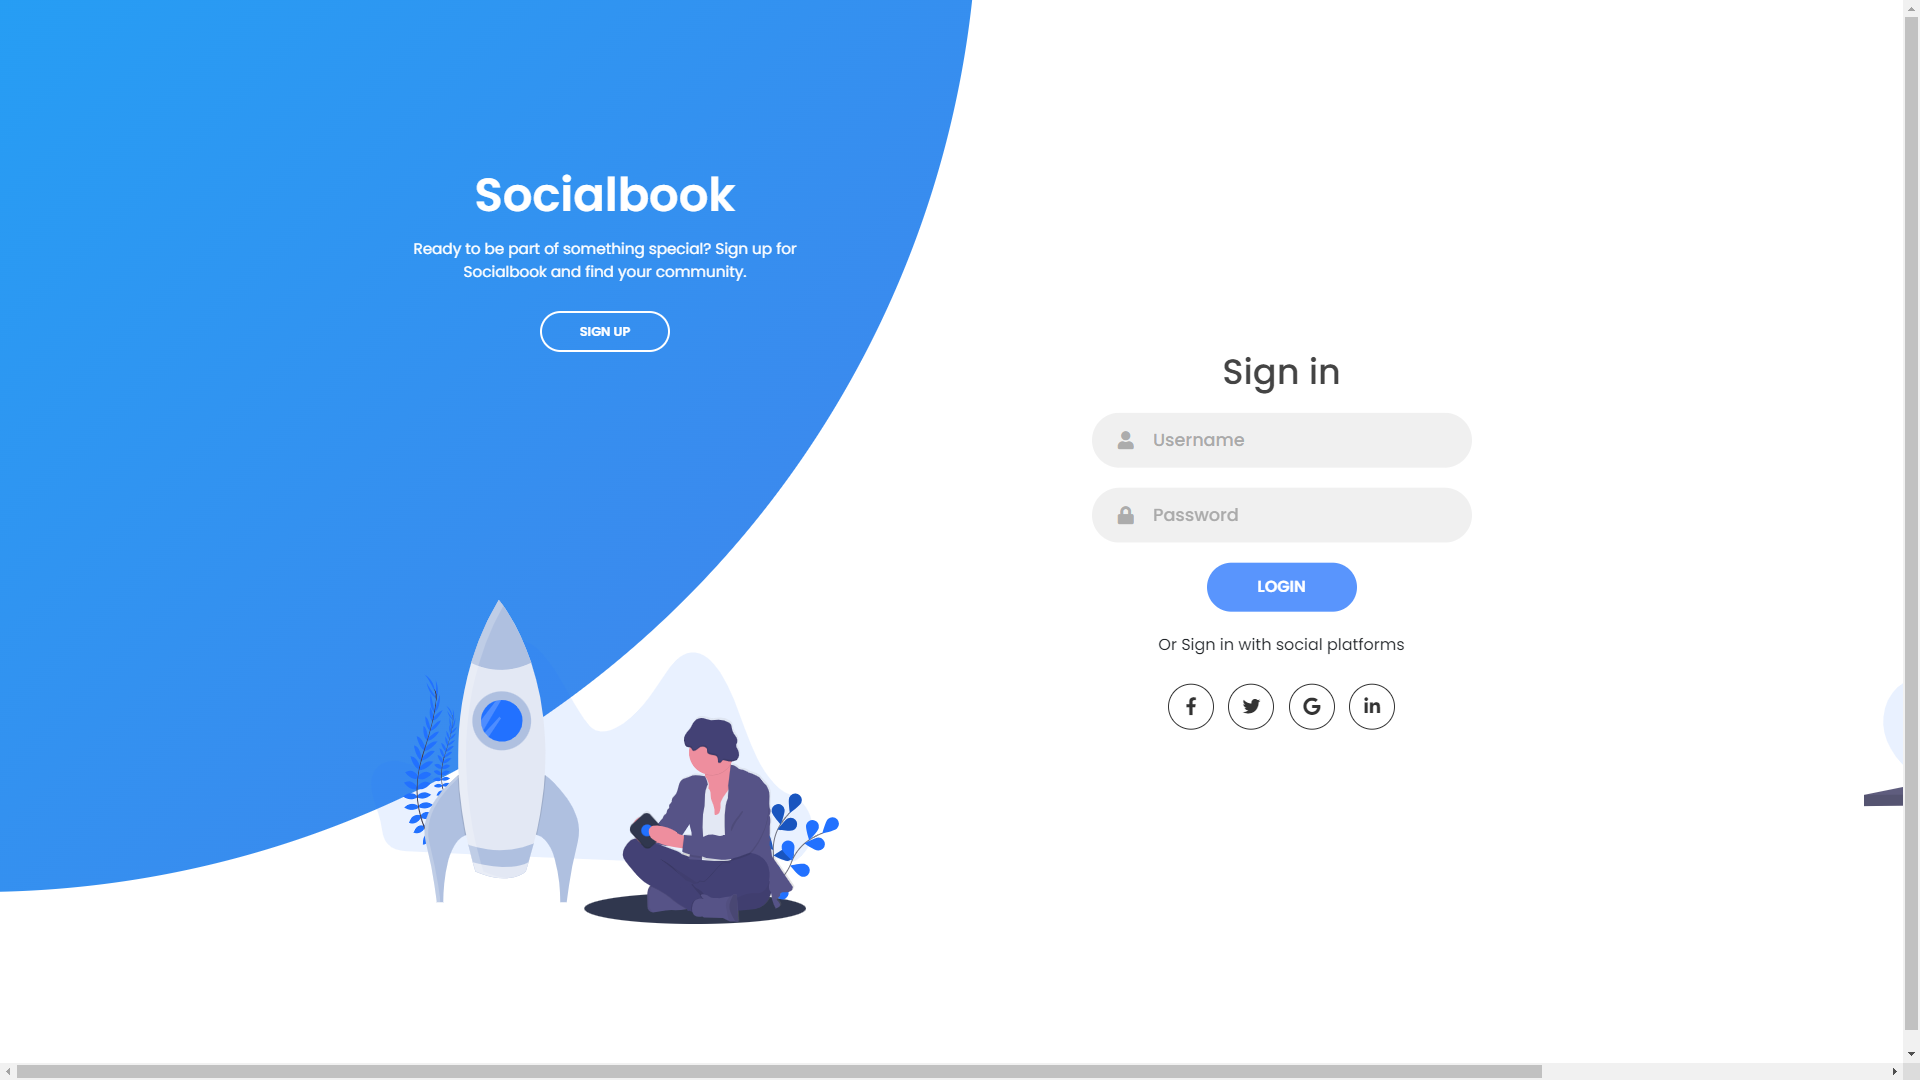 Socialbook
Ready to be part of something special? Sign up for
Socialbook and find your community.
SIGN UP
Sign in
Username
Password
LOGIN
Or Sign in with social platforms